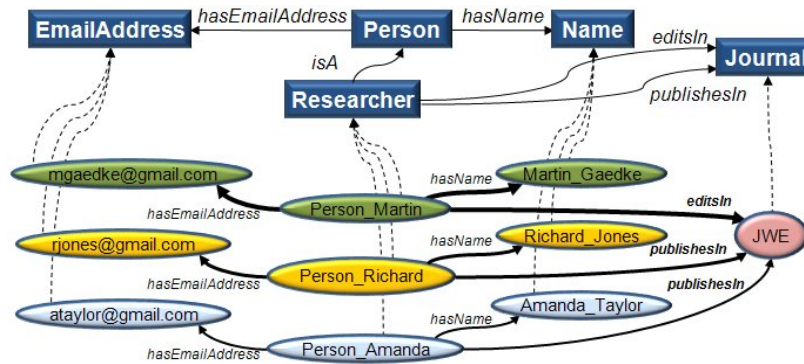 EmailAddress
hasEmailAddress
Person
hasName
Name
editsIn
Journal
isA
Researcher
publishesIn
mgaedke@gmail.com
hasName
Martin_Gaedke
hasEmailAddress
Person_Martin
editsIn
rjones@gmail.com
hasName
Richard_Jones
JWE
hasEmailAddress
Person_Richard
publishesIn
publishesIn
ataylor@gmail.com
hasName
Amanda_Taylor
hasEmailAddress
Person_Amanda